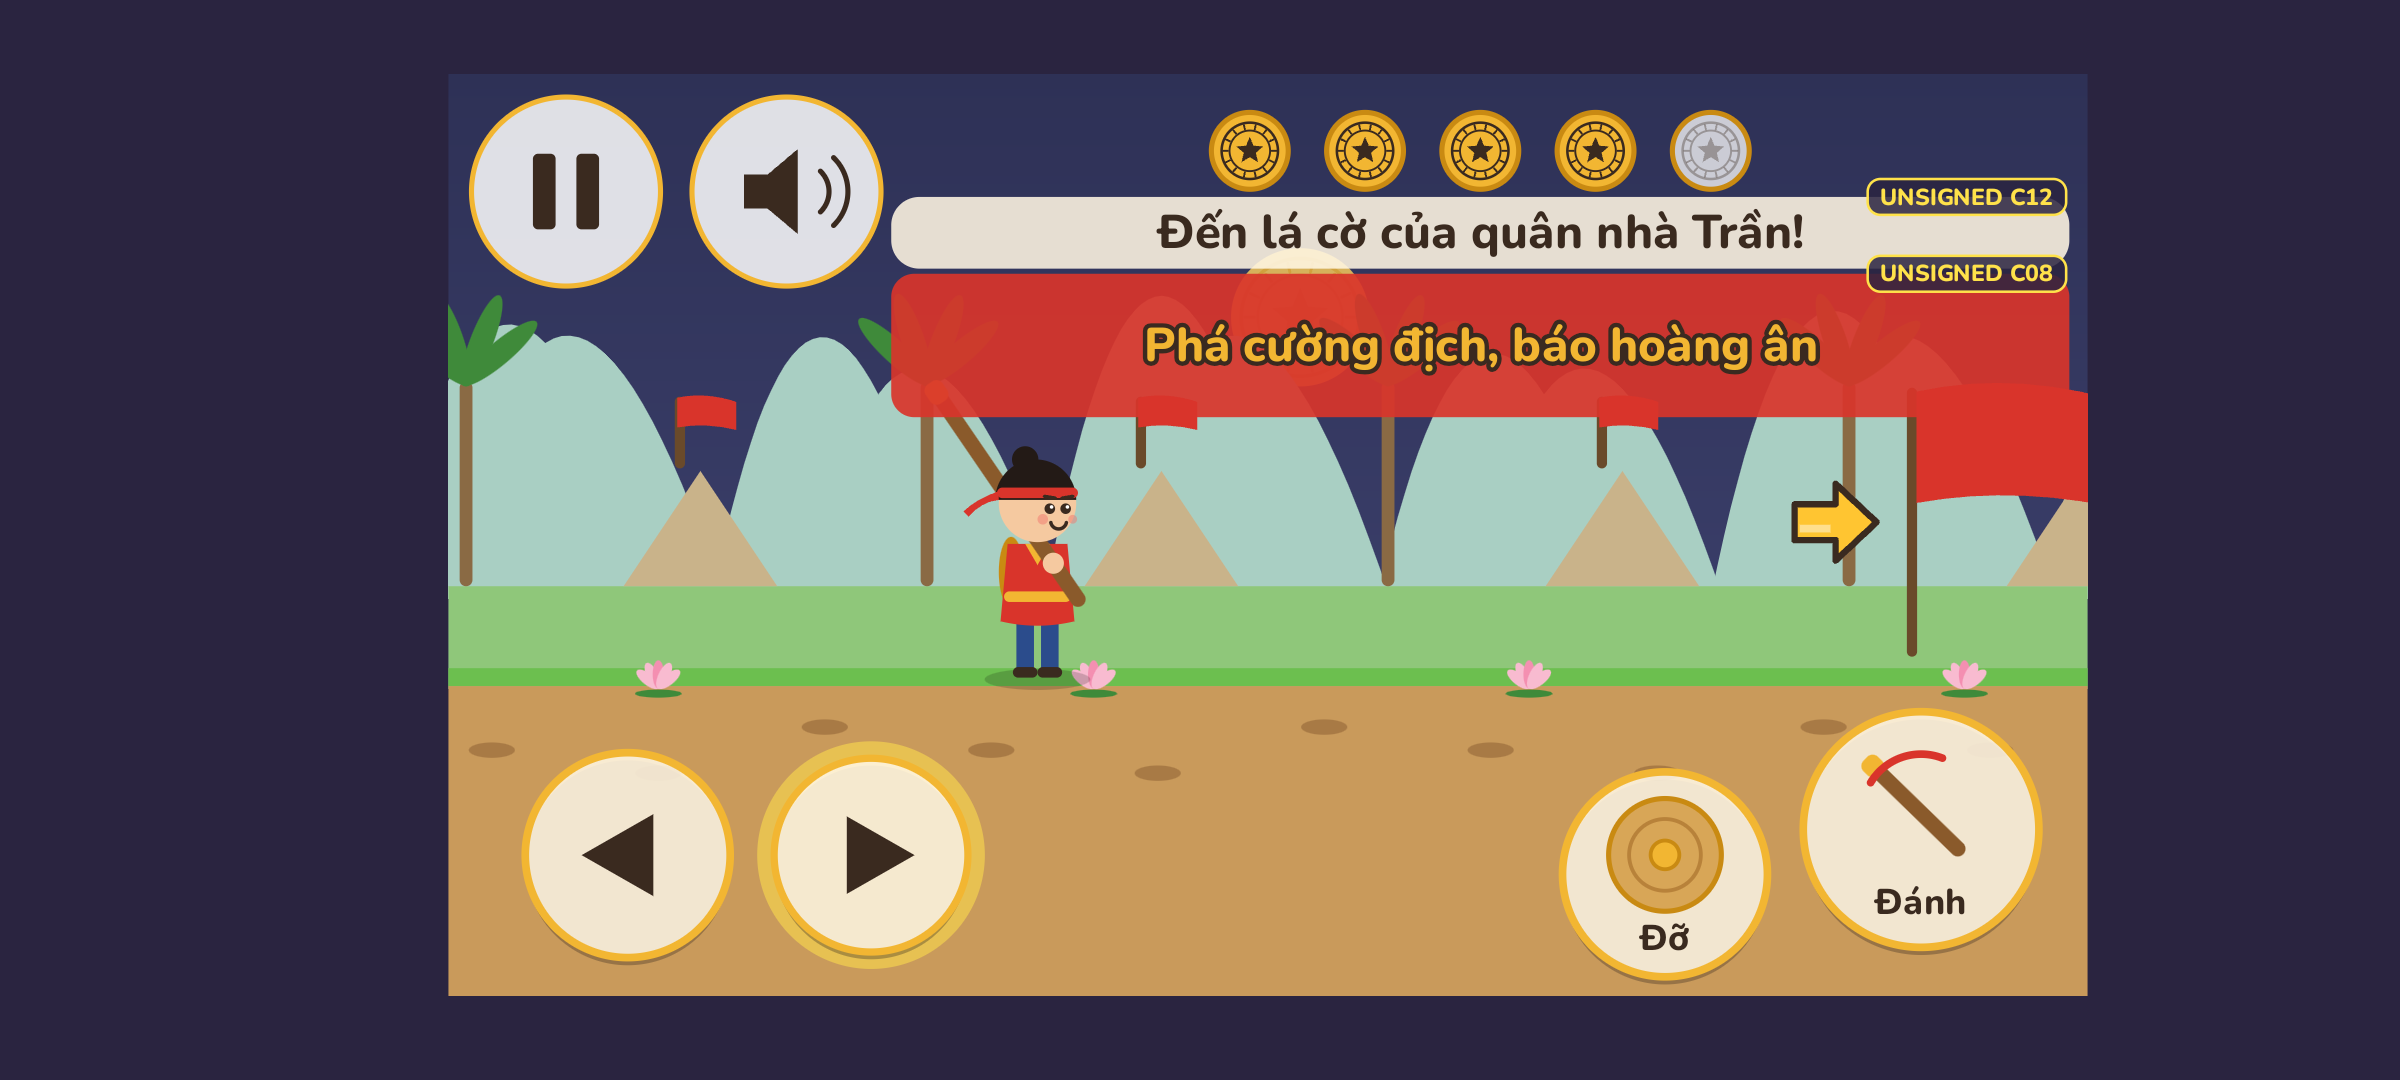 UNSIGNED C12
Đến lá cờ của quân nhà Trần!
UNSIGNED C08
Phá cường địch, báo hoàng ân
Đánh
Đỡ